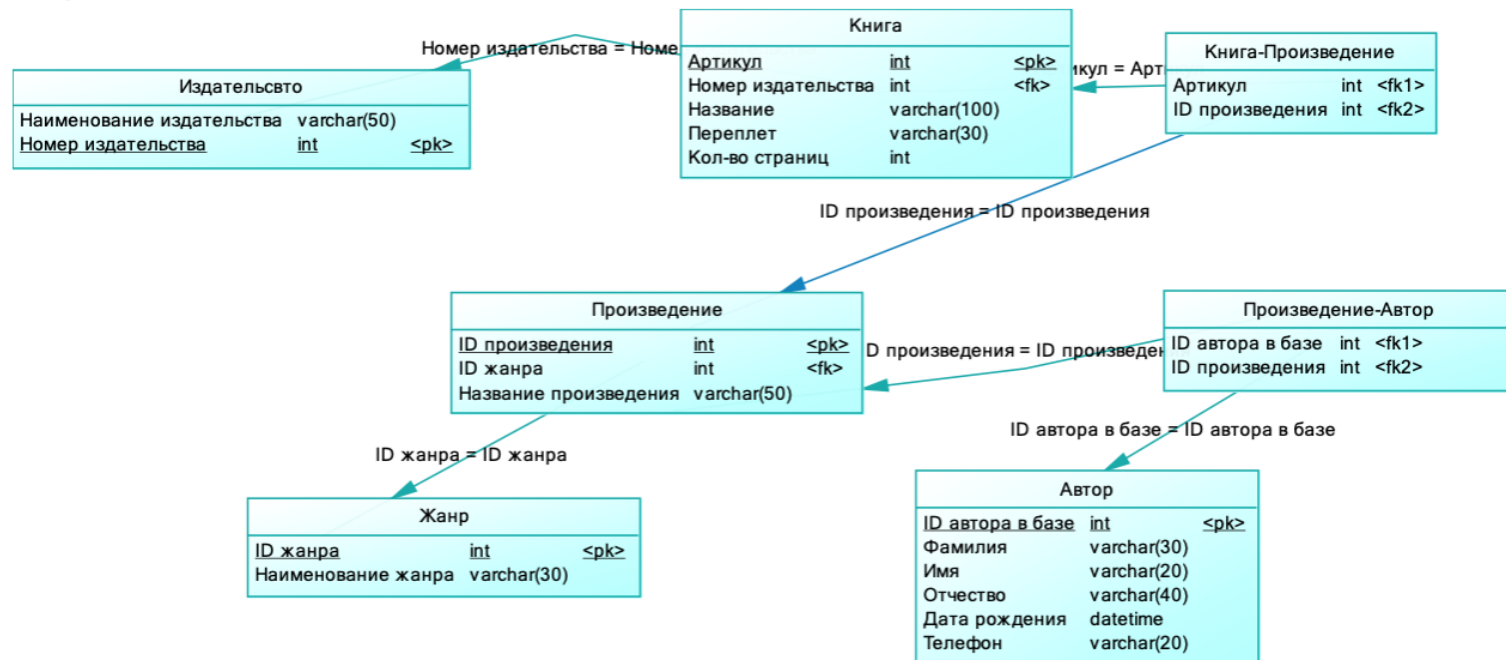 Книга
Артикул int <pk>
Номер издательства int <fk>
Название varchar(100)
Переплет varchar(30)
Кол-во страниц int
Книга-Произведение
Артикул int <fk1>
ID произведения int <fk2>
Номер издательства = Номе
икул = Арт
Издательсвто
Наименование издательства varchar(50)
Номер издательства int <pk>
ID произведения = ID произведения
Произведение
ID произведения int <pk>
ID жанра int <fk>
Название произведения varchar(50)
Произведение-Автор
ID автора в базе int <fk1>
ID произведения int <fk2>
D произведения = ID произведен
ID жанра = ID жанра
ID автора в базе = ID автора в базе
Жанр
ID жанра int <pk>
Наименование жанра varchar(30)
Автор
ID автора в базе int <pk>
Фамилия varchar(30)
Имя varchar(20)
Отчество varchar(40)
Дата рождения datetime
Телефон varchar(20)